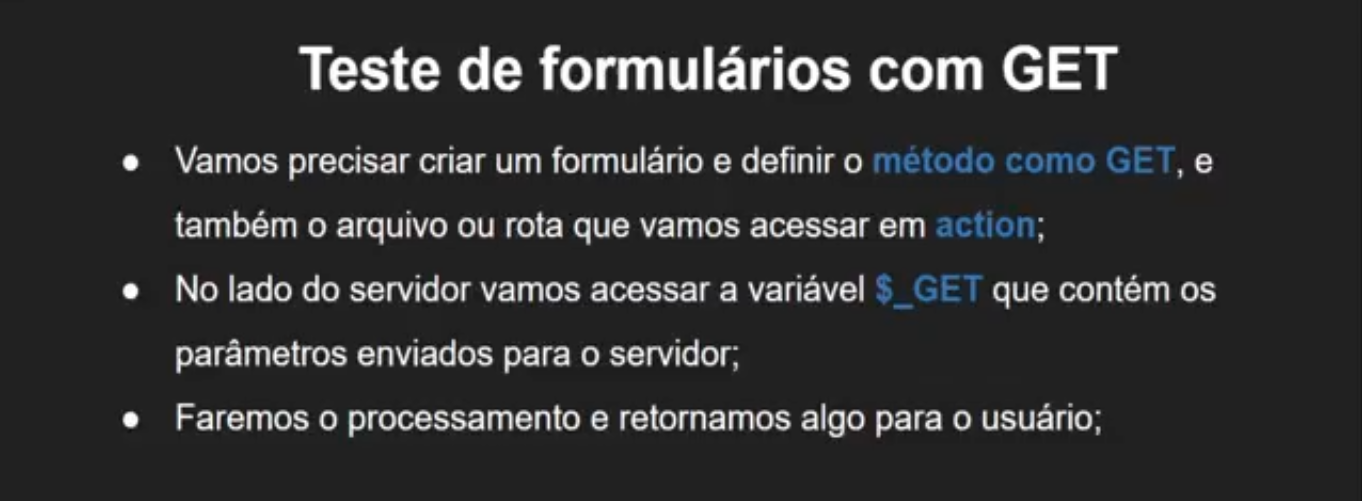 Teste de formulários com GET
● Vamos precisar criar um formulário e definir o método como GET, e
também o arquivo ou rota que vamos acessar em action;
● No lado do servidor vamos acessar a variável $_GET que contém os
parâmetros enviados para o servidor;
● Faremos o processamento e retornamos algo para o usuário;